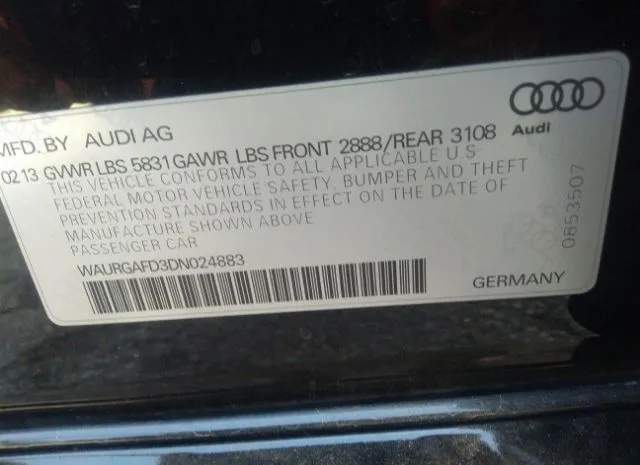 MFD. BY AUDI AG
Audi
02 13 GVWR LBS 5831 GAWR LBS FRONT 2888/REAR 3108
THIS VEHICLE CONFORMS TO ALL APPLICABLE U.S.
FEDERAL MOTOR VEHICLE SAFETY, BUMPER AND THEFT
PREVENTION STANDARDS IN EFFECT ON THE DATE OF
MANUFACTURE SHOWN ABOVE
PASSENGER CAR
0853507
WAURGAFD3DN024883
GERMANY